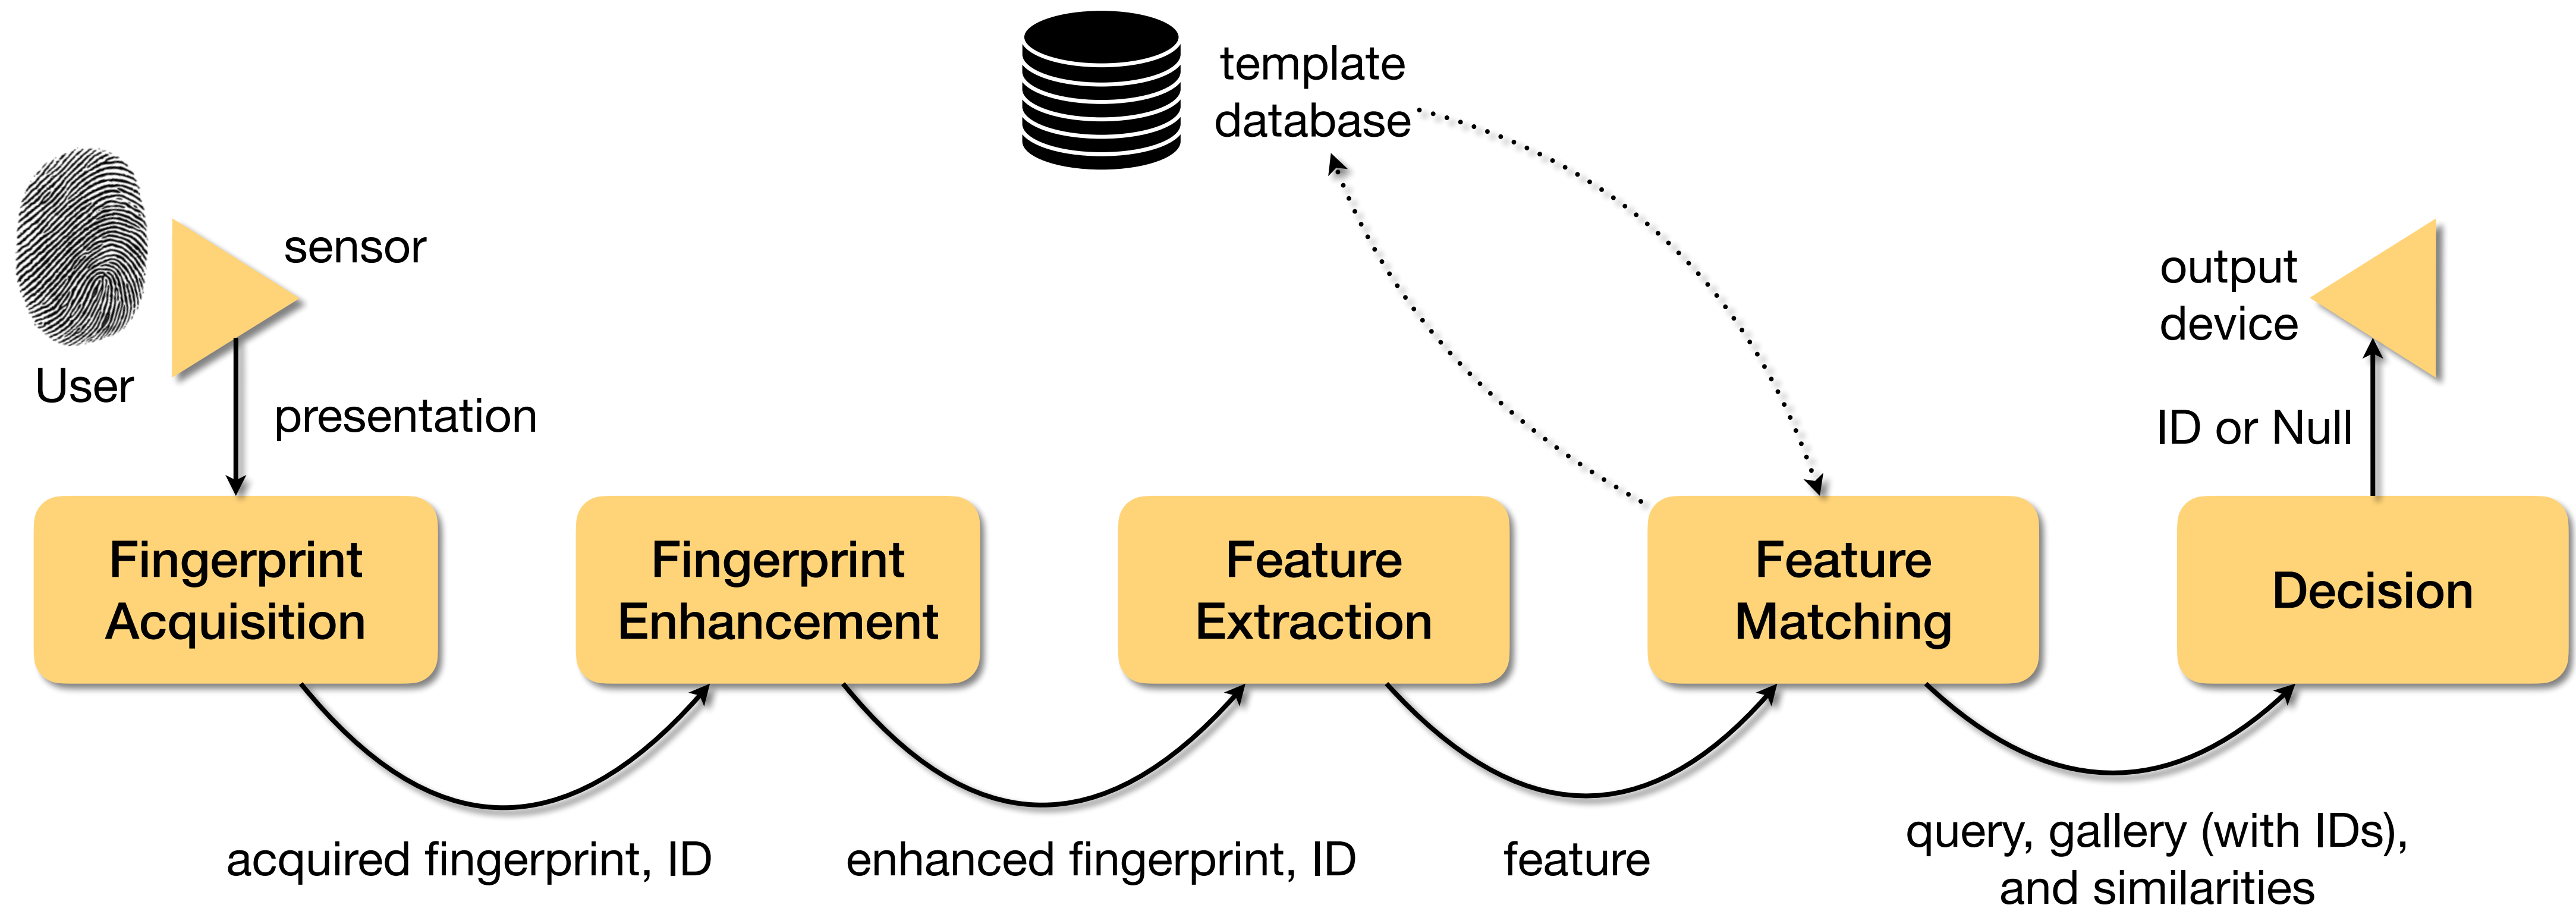 template
database
sensor
User
presentation
output
device
ID or Null
Fingerprint
Acquisition
Fingerprint
Enhancement
Feature
Extraction
Feature
Matching
Decision
acquired fingerprint, ID
enhanced fingerprint, ID
feature
query, gallery (with IDs),
and similarities